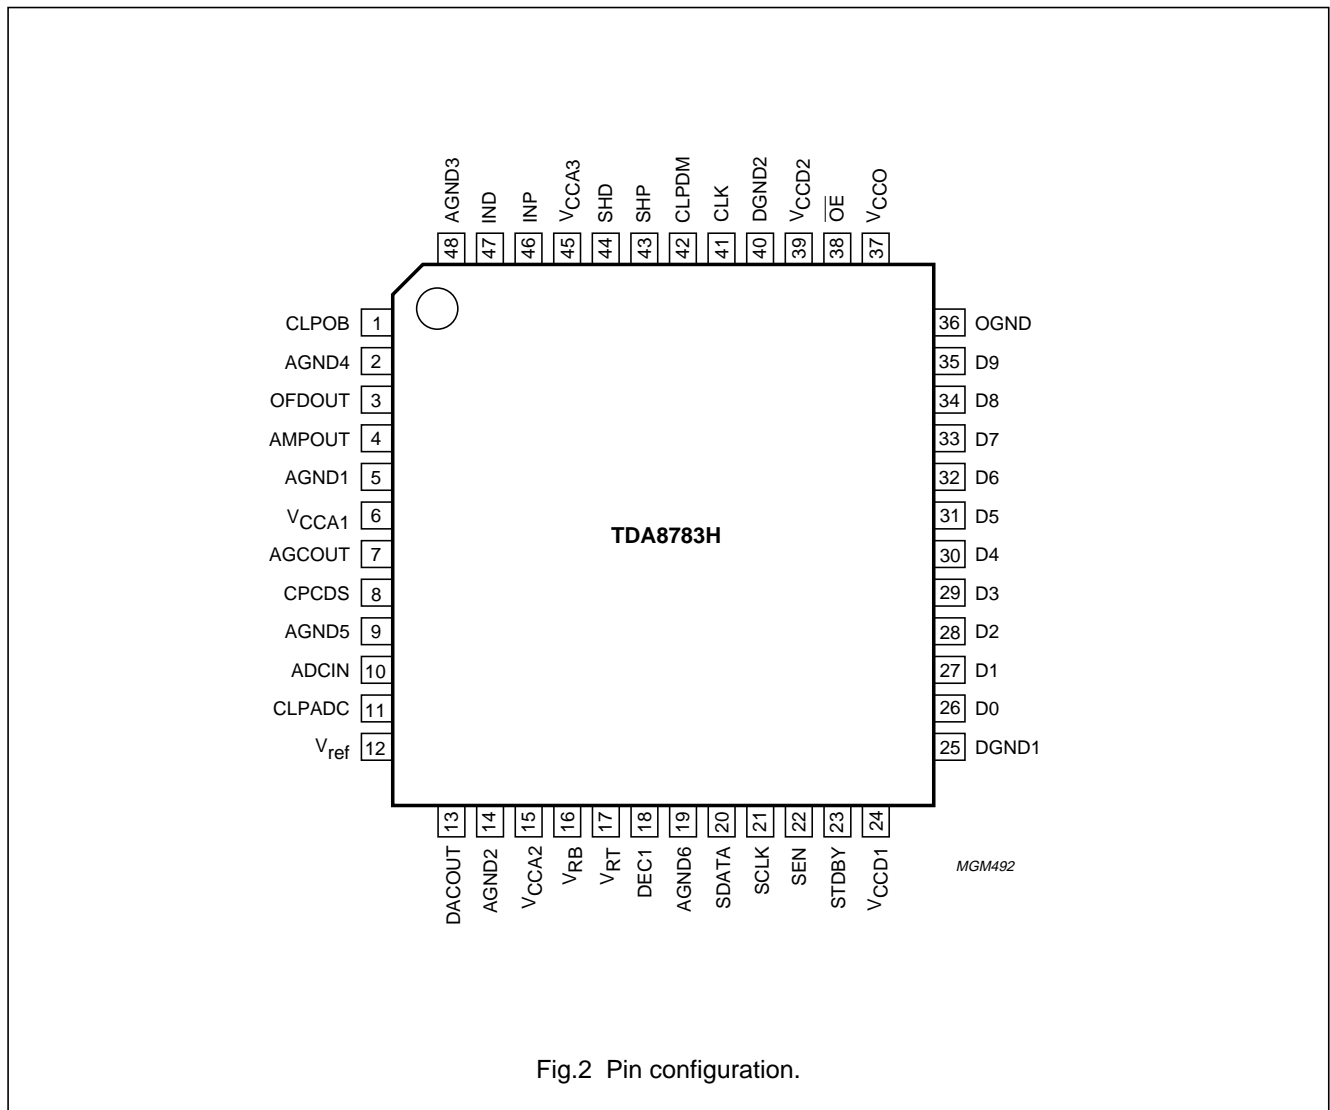 AGND3
IND
INP
VCCA3
SHD
SHP
CLPDM
CLK
DGND2
VCCD2
OE
VCCO
48
47
46
45
44
43
42
41
40
39
38
37
CLPOB 1
AGND4 2
OFDOUT 3
AMPOUT 4
AGND1 5
VCCA1 6
AGCOUT 7
CPCDS 8
AGND5 9
ADCIN 10
CLPADC 11
Vref 12
TDA8783H
36 OGND
35 D9
34 D8
33 D7
32 D6
31 D5
30 D4
29 D3
28 D2
27 D1
26 D0
25 DGND1
13
14
15
16
17
18
19
20
21
22
23
24
DACOUT
AGND2
VCCA2
VRB
VRT
DEC1
AGND6
SDATA
SCLK
SEN
STDBY
VCCD1
MGM492
Fig.2 Pin configuration.